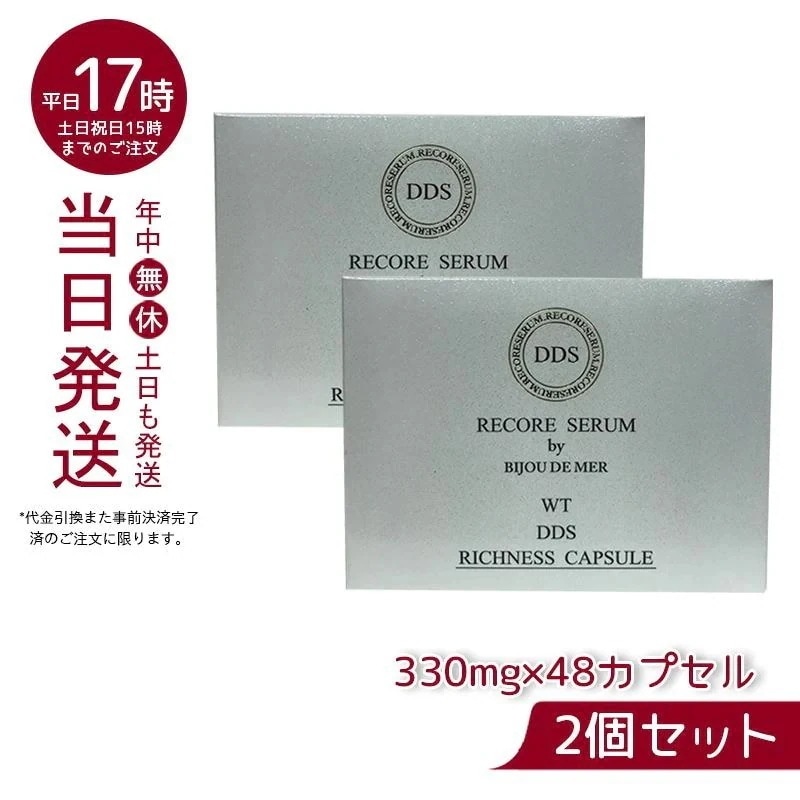 平日17時
土日祝日15時
までのご注文
当日発送
年中無休土日も発送
*代金引換また事前決済完了
済のご注文に限ります。
RECORESERUM.RECORESERUM.
DDS
RECORE SERUM
R
RECORESERUM.RECORESERUM.
DDS
RECORE SERUM
by
BIJOU DE MER
WT
DDS
RICHNESS CAPSULE
330mg×48カプセル
2個セット